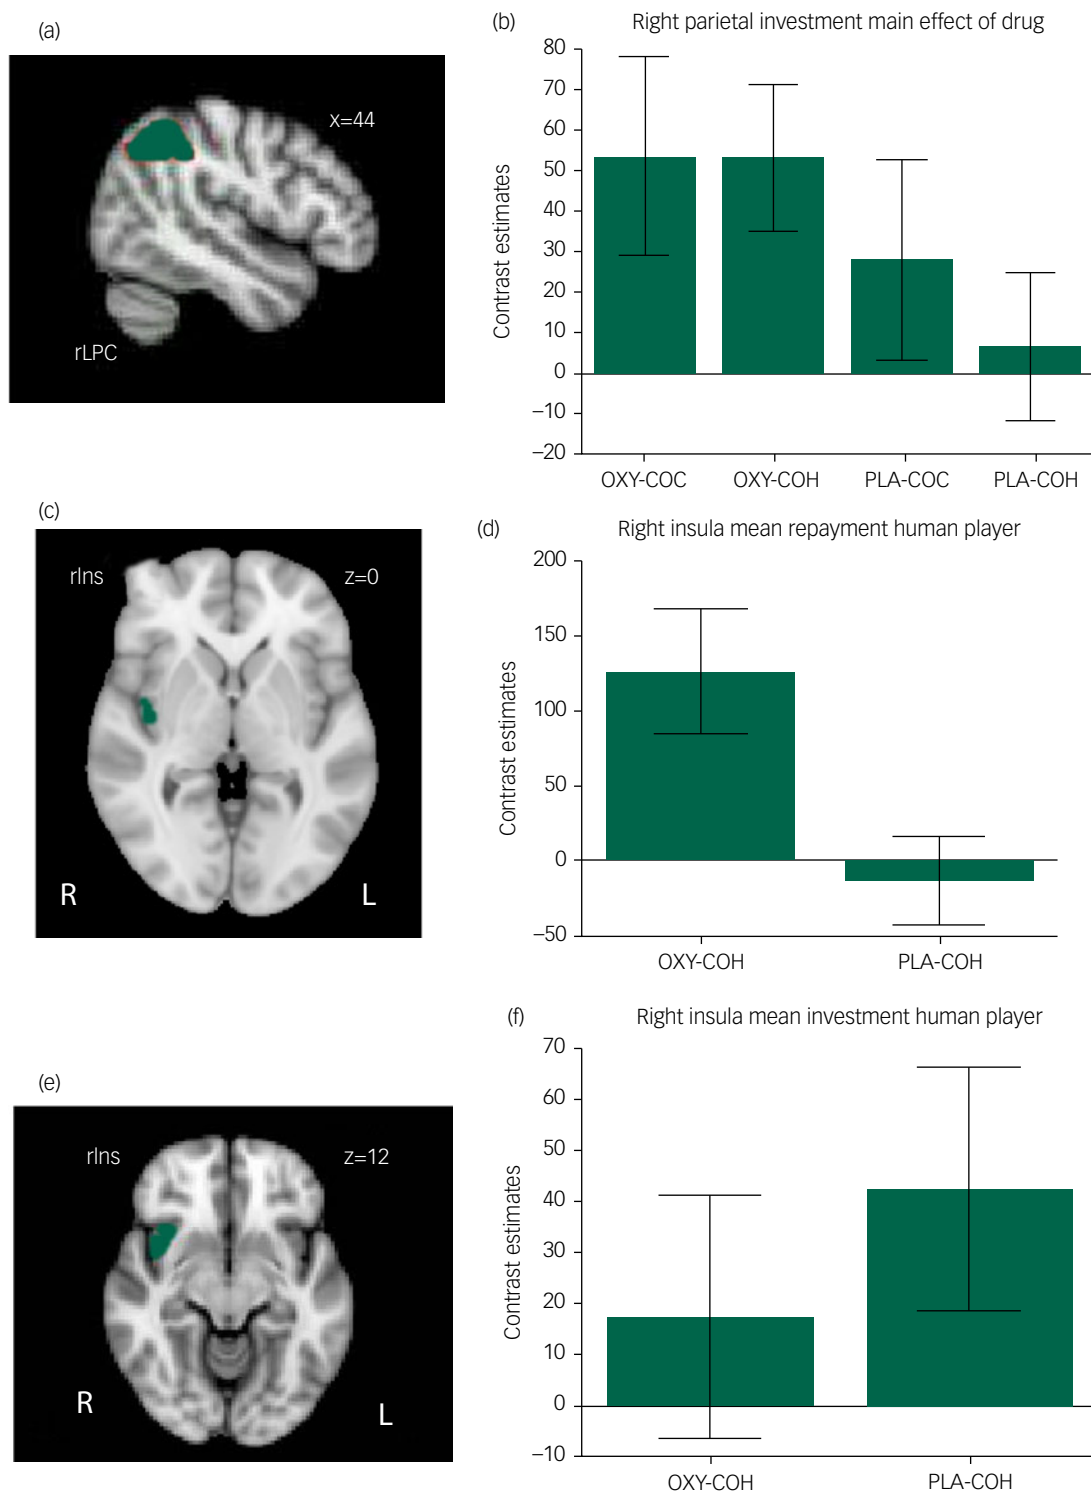 (a)
x=44
rLPC
(b)
Right parietal investment main effect of drug
Contrast estimates
80
70
60
50
40
30
20
10
0
–10
–20
OXY-COC OXY-COH PLA-COC PLA-COH
(c)
rIns
z=0
R
L
(d)
Right insula mean repayment human player
Contrast estimates
200
150
100
50
0
–50
OXY-COH PLA-COH
(e)
rIns
z=12
R
L
(f)
Right insula mean investment human player
Contrast estimates
70
60
50
40
30
20
10
0
–10
OXY-COH PLA-COH